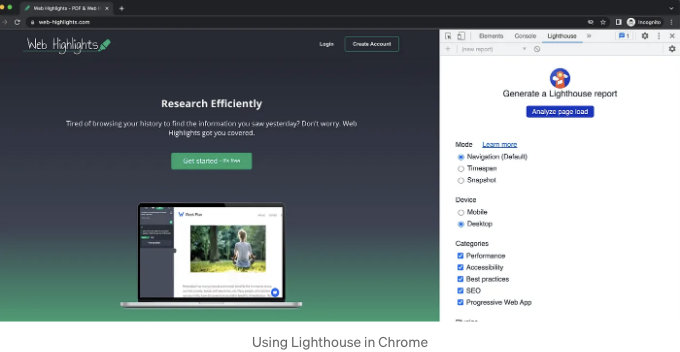 Web Highlights - PDF & Web H
web-highlights.com
Incognito
Web Highlights
Login
Create Account
Research Efficiently
Tired of browsing your history to find the information you saw yesterday? Don't worry. Web
Highlights got you covered.
Get started - it's free
Elements
Console
Lighthouse
»
1
(new report)
Generate a Lighthouse report
Analyze page load
Mode
Learn more
Navigation (Default)
Timespan
Snapshot
Device
Mobile
Desktop
Categories
Performance
Accessibility
Best practices
SEO
Progressive Web App
Using Lighthouse in Chrome